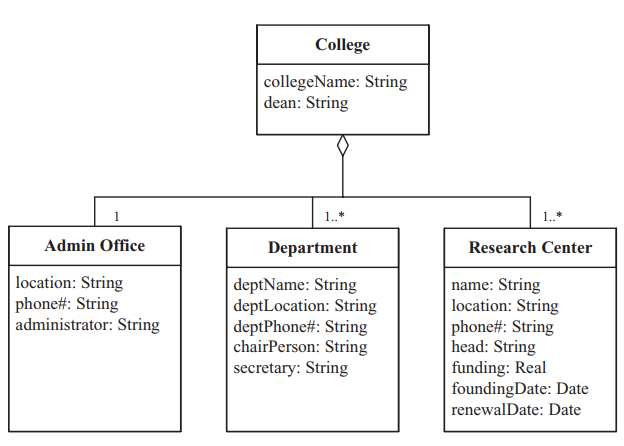 College
collegeName: String
dean: String
1
1..*
1..*
Admin Office
location: String
phone#: String
administrator: String
Department
deptName: String
deptLocation: String
deptPhone#: String
chairPerson: String
secretary: String
Research Center
name: String
location: String
phone#: String
head: String
funding: Real
foundingDate: Date
renewalDate: Date